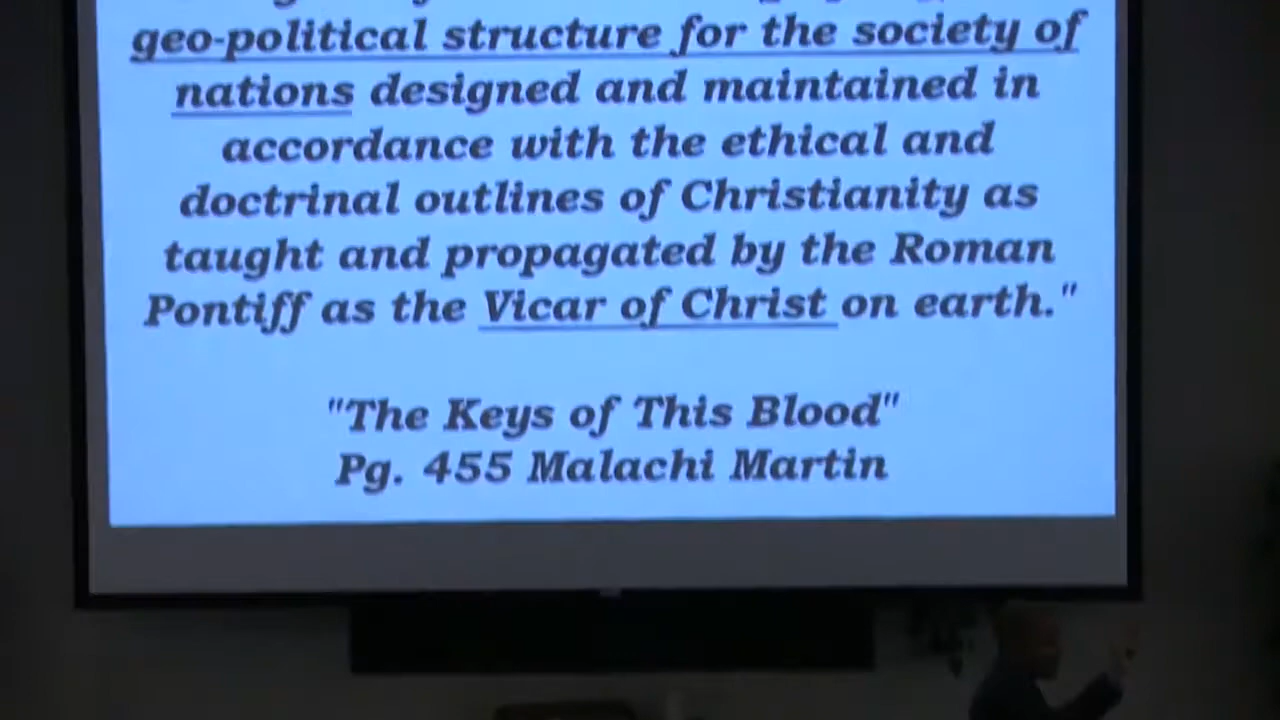 geo-political structure for the society of
nations designed and maintained in
accordance with the ethical and
doctrinal outlines of Christianity as
taught and propagated by the Roman
Pontiff as the Vicar of Christ on earth."
"The Keys of This Blood"
Pg. 455 Malachi Martin